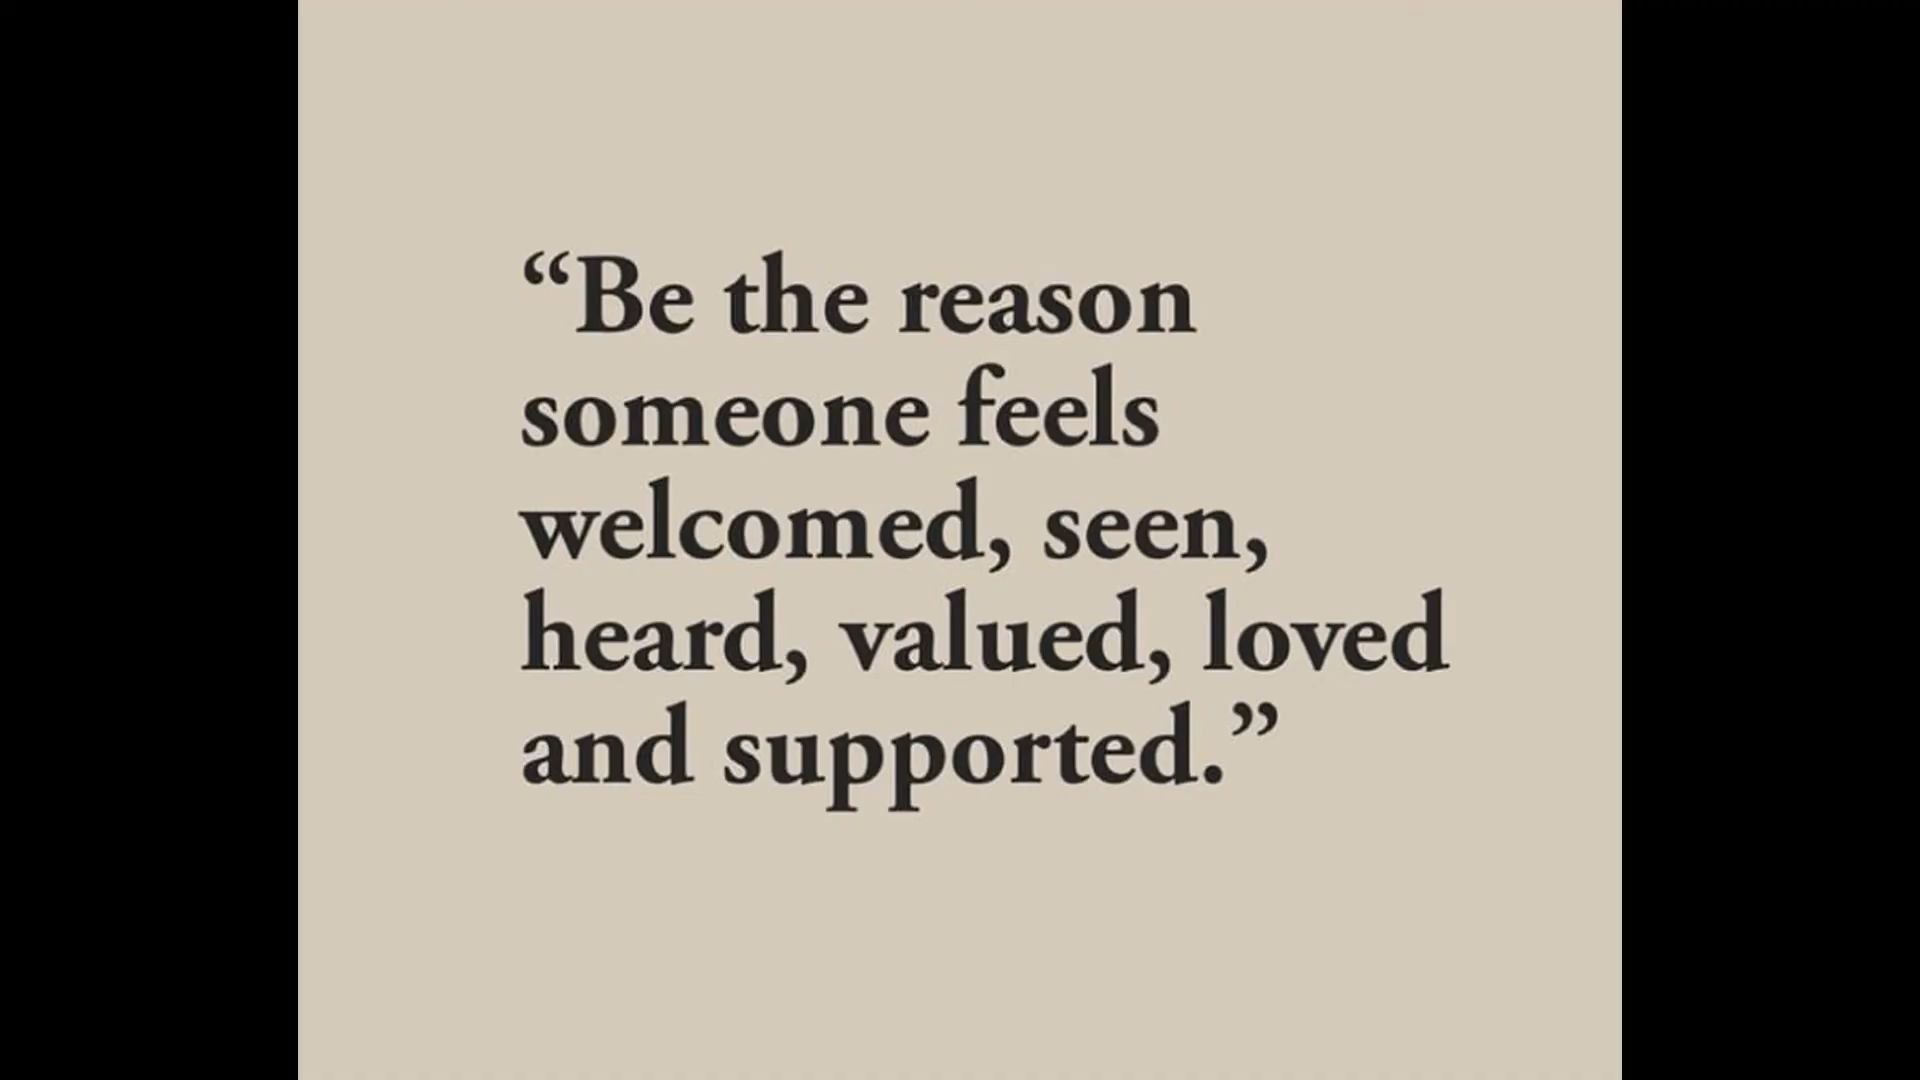 “Be the reason
someone feels
welcomed, seen,
heard, valued, loved
and supported.”